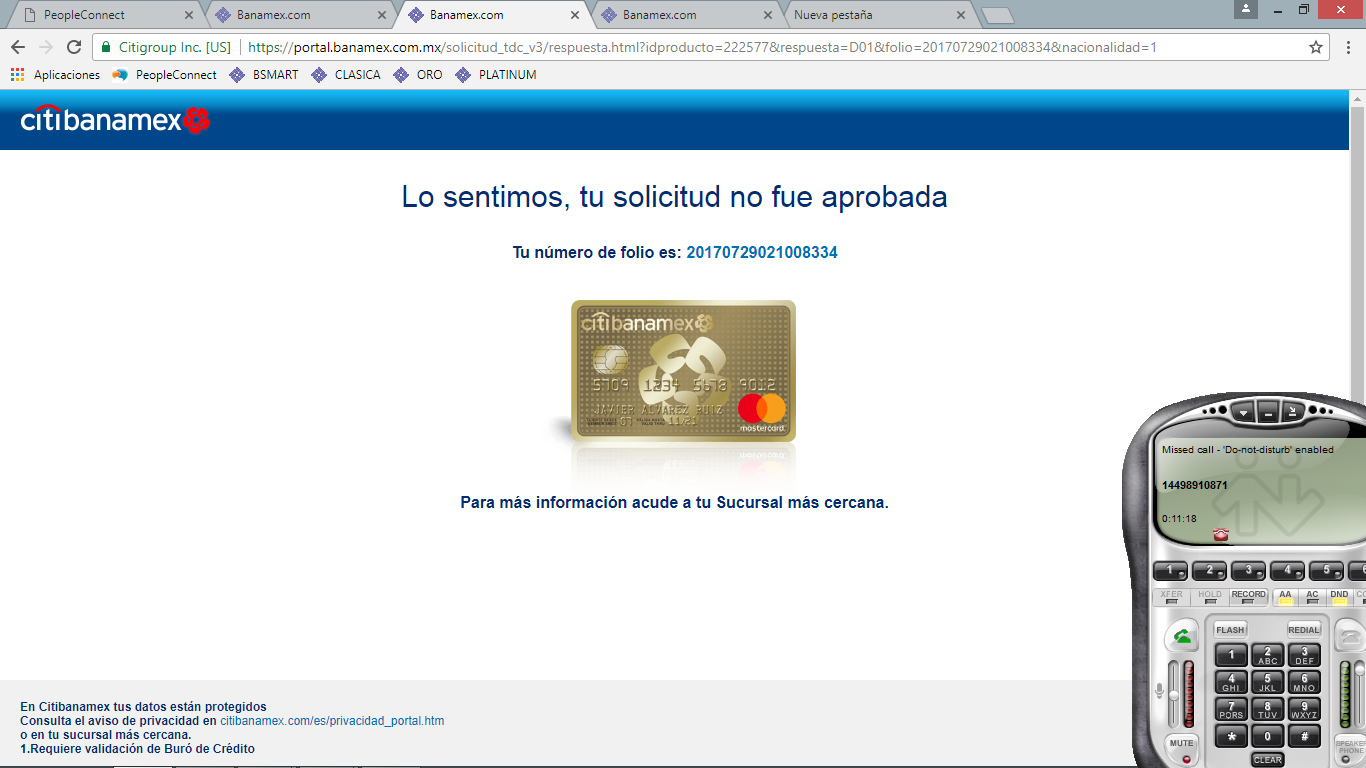 PeopleConnect
Banamex.com
Banamex.com
Banamex.com
Nueva pestaña
Citigroup Inc. [US] https://portal.banamex.com.mx/solicitud_tdc_v3/respuesta.html?idproducto=222577&respuesta=D01&folio=20170729021008334&nacionalidad=1
Aplicaciones PeopleConnect BSMART CLASICA ORO PLATINUM
citibanamex
Lo sentimos, tu solicitud no fue aprobada
Tu número de folio es: 20170729021008334
citibanamex
5709 1234 5678 9012
JAVIER ALVAREZ RUIZ
07 11/21
mastercard
Para más información acude a tu Sucursal más cercana.
Missed call - 'Do-not-disturb' enabled
14498910871
0:11:18
1 2 3 4 5 6
XFER HOLD RECORD AA AC DND
FLASH REDIAL
1 2 ABC 3 DEF
4 GHI 5 JKL 6 MNO
7 PQRS 8 TUV 9 WXYZ
* 0 #
MUTE CLEAR SPEAKER PHONE
En Citibanamex tus datos están protegidos
Consulta el aviso de privacidad en citibanamex.com/es/privacidad_portal.htm
o en tu sucursal más cercana.
1.Requiere validación de Buró de Crédito